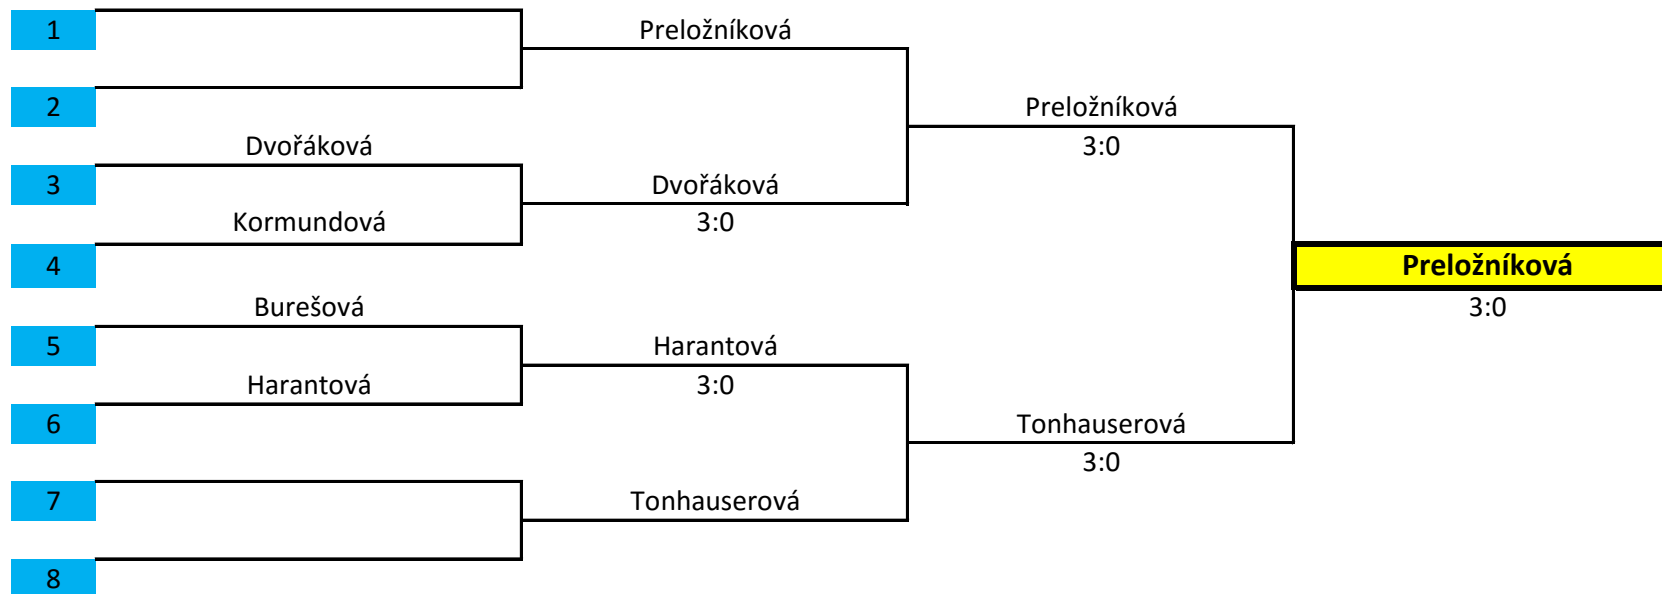 1
Preložníková
2
Preložníková
Dvořáková
3:0
3
Dvořáková
Kormundová
3:0
4
Preložníková
Burešová
3:0
5
Harantová
Harantová
3:0
6
Tonhauserová
3:0
7
Tonhauserová
8